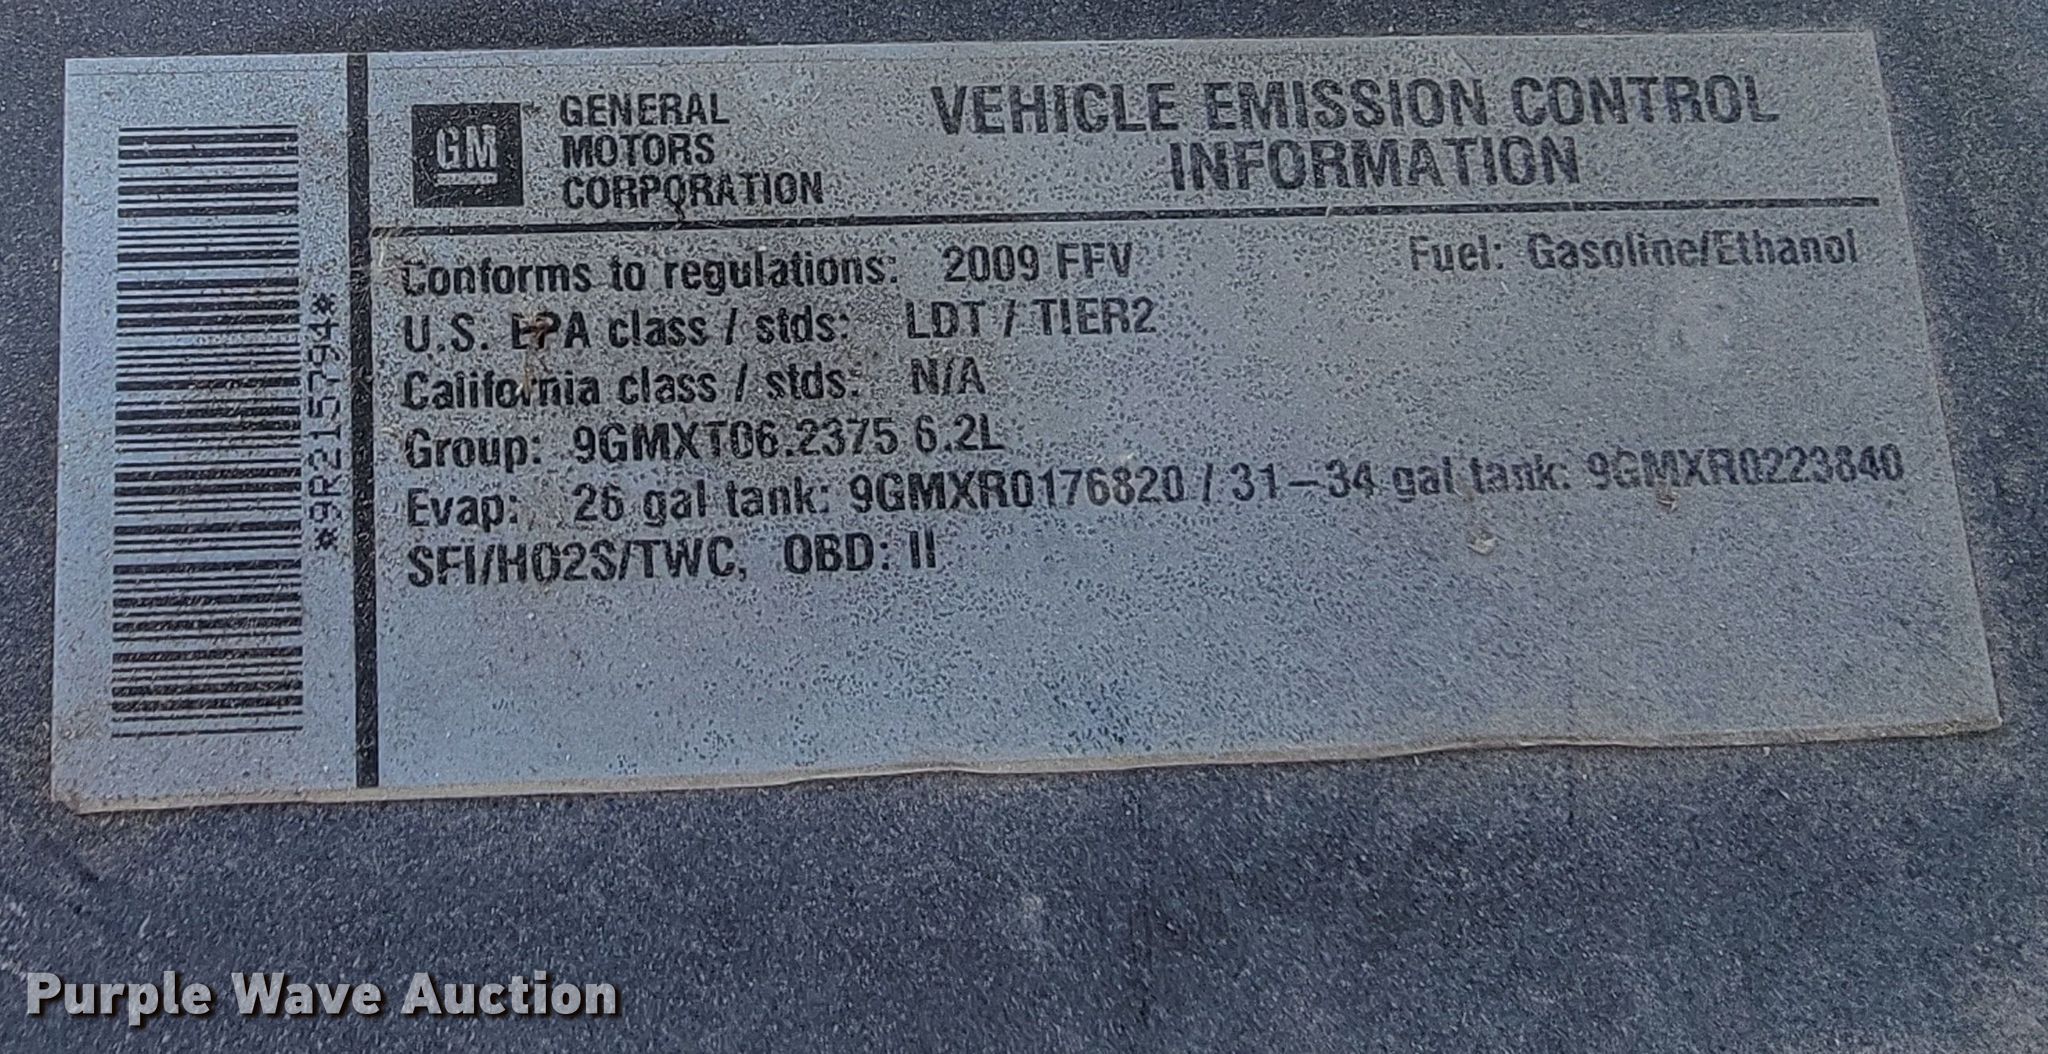 *9R215794*
GM
GENERAL
MOTORS
CORPORATION
VEHICLE EMISSION CONTROL
INFORMATION
Conforms to regulations: 2009 FFV Fuel: Gasoline/Ethanol
U.S. EPA class / stds: LDT / TIER2
California class / stds: N/A
Group: 9GMXT06.2375 6.2L
Evap: 26 gal tank: 9GMXR0176820 / 31-34 gal tank: 9GMXR0223840
SFI/HO2S/TWC, OBD: II
Purple Wave Auction